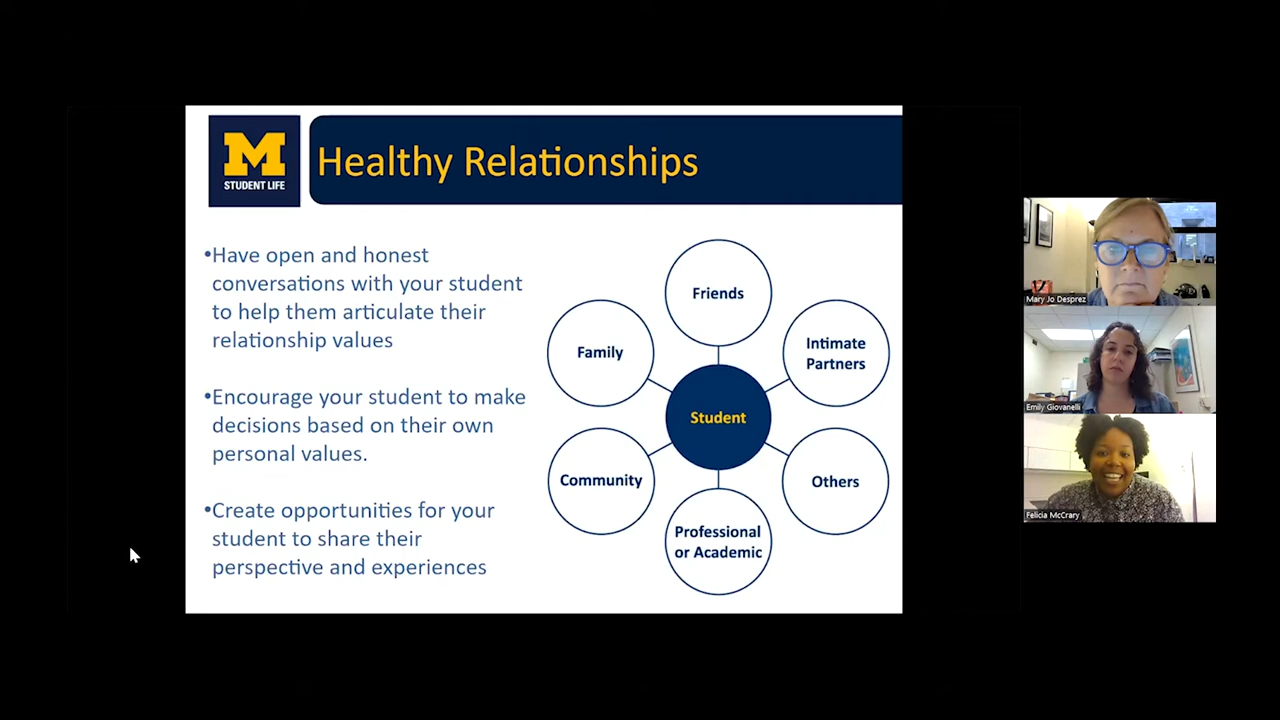 M
STUDENT LIFE
Healthy Relationships
•Have open and honest
conversations with your student
to help them articulate their
relationship values
•Encourage your student to make
decisions based on their own
personal values.
•Create opportunities for your
student to share their
perspective and experiences
Friends
Family
Intimate
Partners
Student
Community
Others
Professional
or Academic
Mary Jo Desprez
Emily Giovanelli
Felicia McCrary